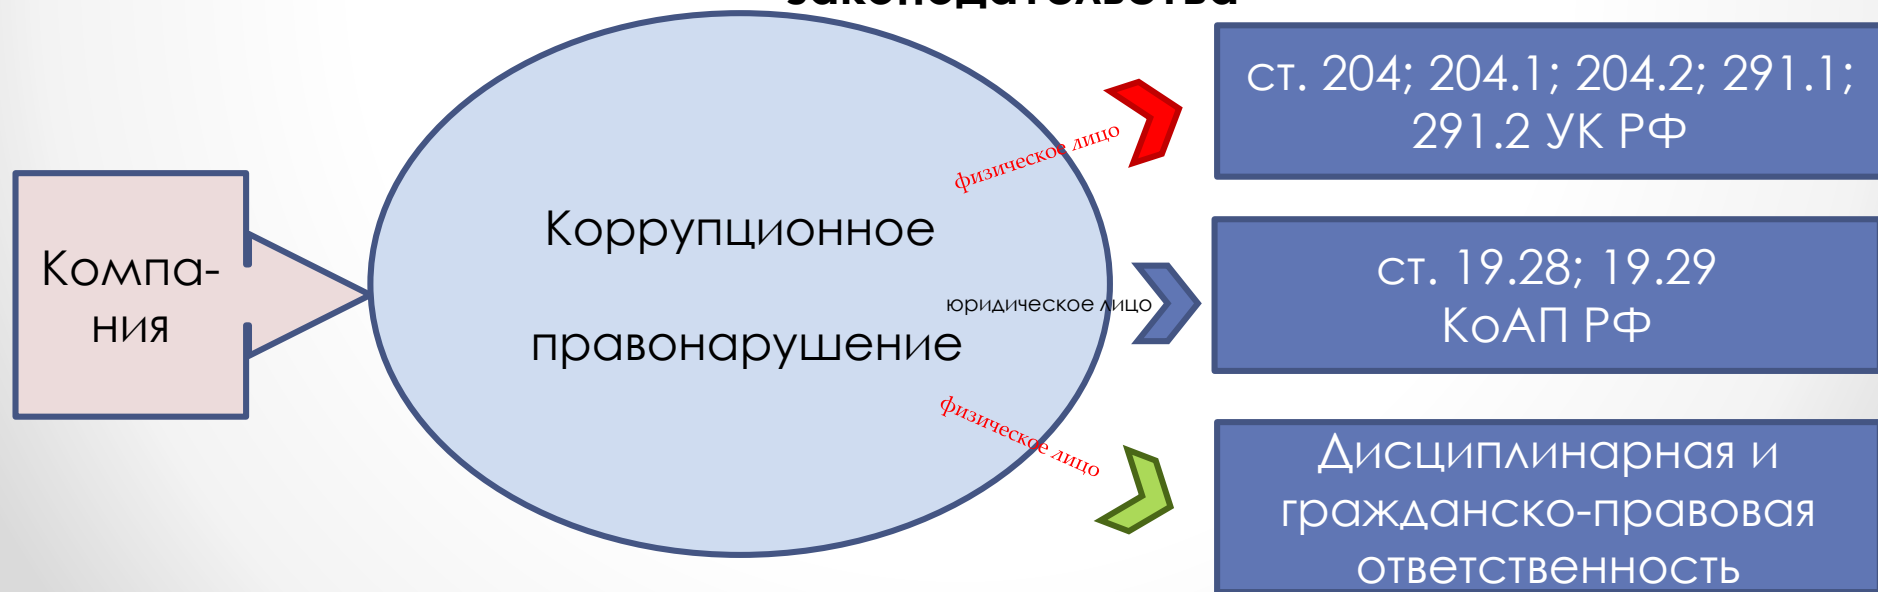 законодательства
Компа-
ния
Коррупционное
правонарушение
физическое лицо
юридическое лицо
физическое лицо
ст. 204; 204.1; 204.2; 291.1;
291.2 УК РФ
ст. 19.28; 19.29
КоАП РФ
Дисциплинарная и
гражданско-правовая
ответственность